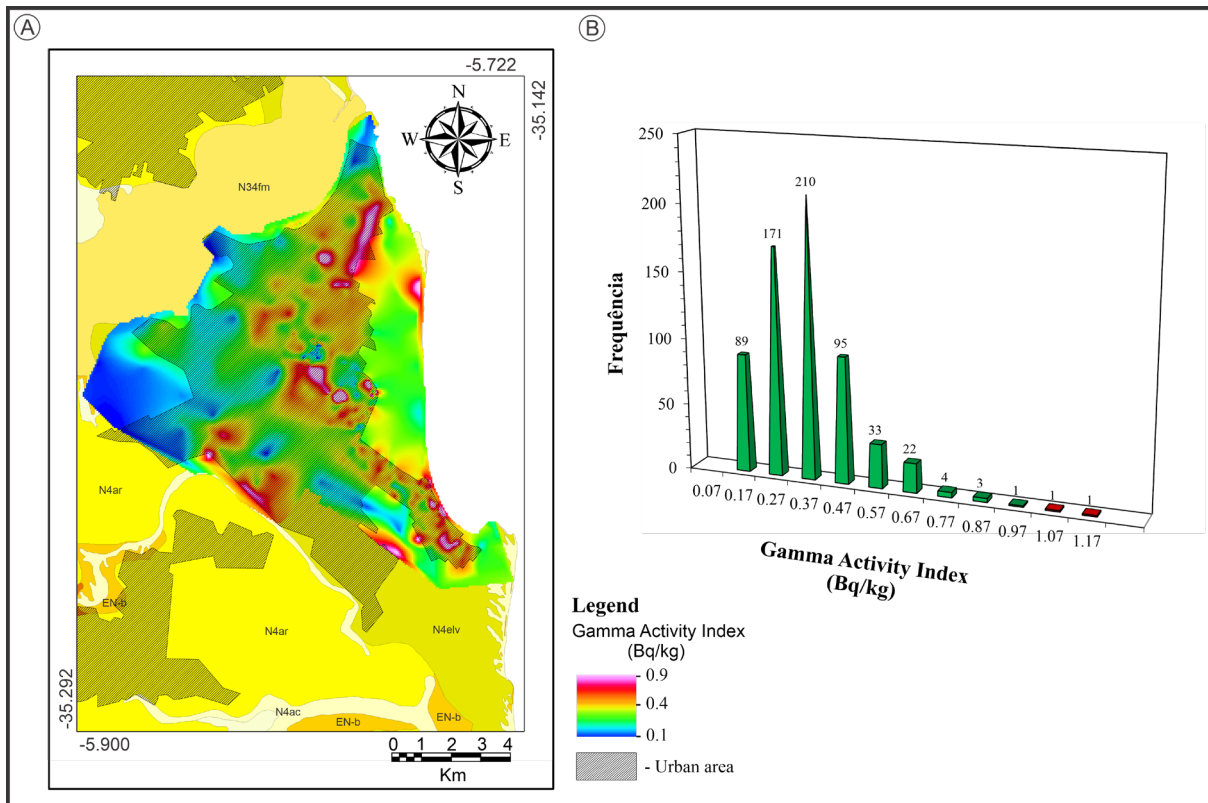 A
-5.722
-35.142
N
W
E
S
N34fm
N4ar
EN-b
N4ar
N4elv
N4ac
EN-b
EN-b
-35.292
-5.900
0 1 2 3 4
Km
B
Frequência
250
200
150
100
50
0
89
171
210
95
33
22
4
3
1
1
1
0.07 0.17 0.27 0.37 0.47 0.57 0.67 0.77 0.87 0.97 1.07 1.17
Gamma Activity Index
(Bq/kg)
Legend
Gamma Activity Index
(Bq/kg)
0.9
0.4
0.1
- Urban area